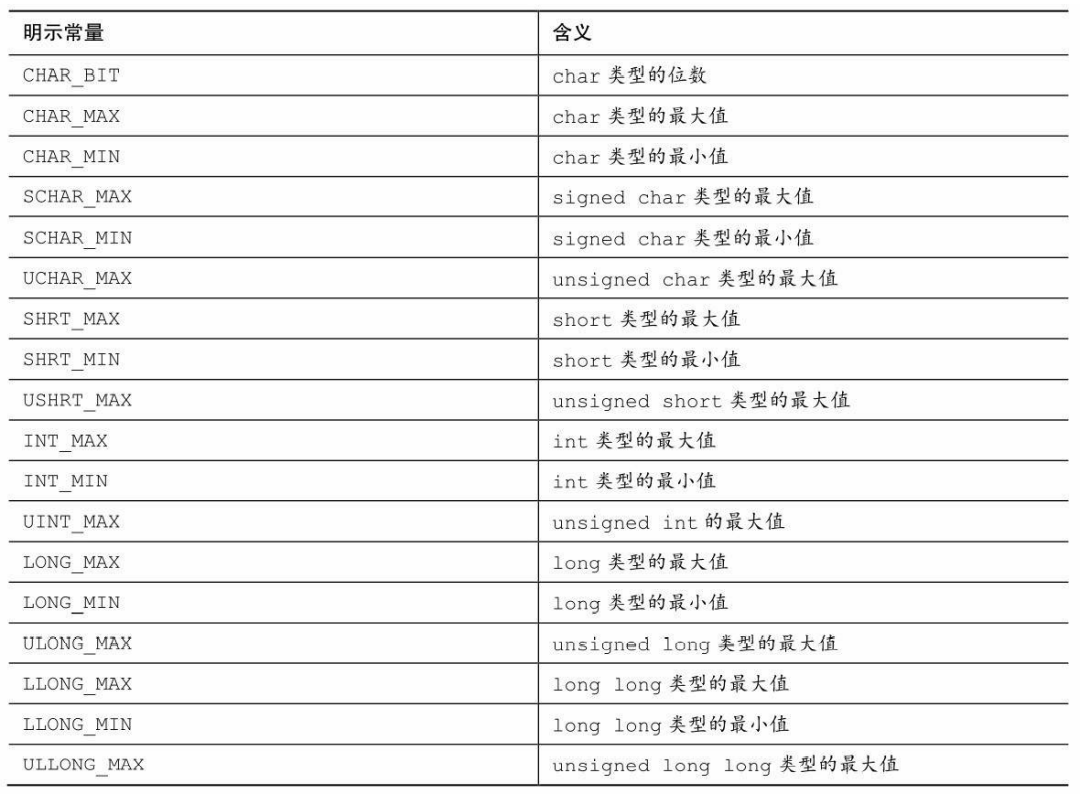 明示常量 含义
CHAR_BIT char 类型的位数
CHAR_MAX char 类型的最大值
CHAR_MIN char 类型的最小值
SCHAR_MAX signed char 类型的最大值
SCHAR_MIN signed char 类型的最小值
UCHAR_MAX unsigned char 类型的最大值
SHRT_MAX short 类型的最大值
SHRT_MIN short 类型的最小值
USHRT_MAX unsigned short 类型的最大值
INT_MAX int 类型的最大值
INT_MIN int 类型的最小值
UINT_MAX unsigned int 的最大值
LONG_MAX long 类型的最大值
LONG_MIN long 类型的最小值
ULONG_MAX unsigned long 类型的最大值
LLONG_MAX long long 类型的最大值
LLONG_MIN long long 类型的最小值
ULLONG_MAX unsigned long long 类型的最大值